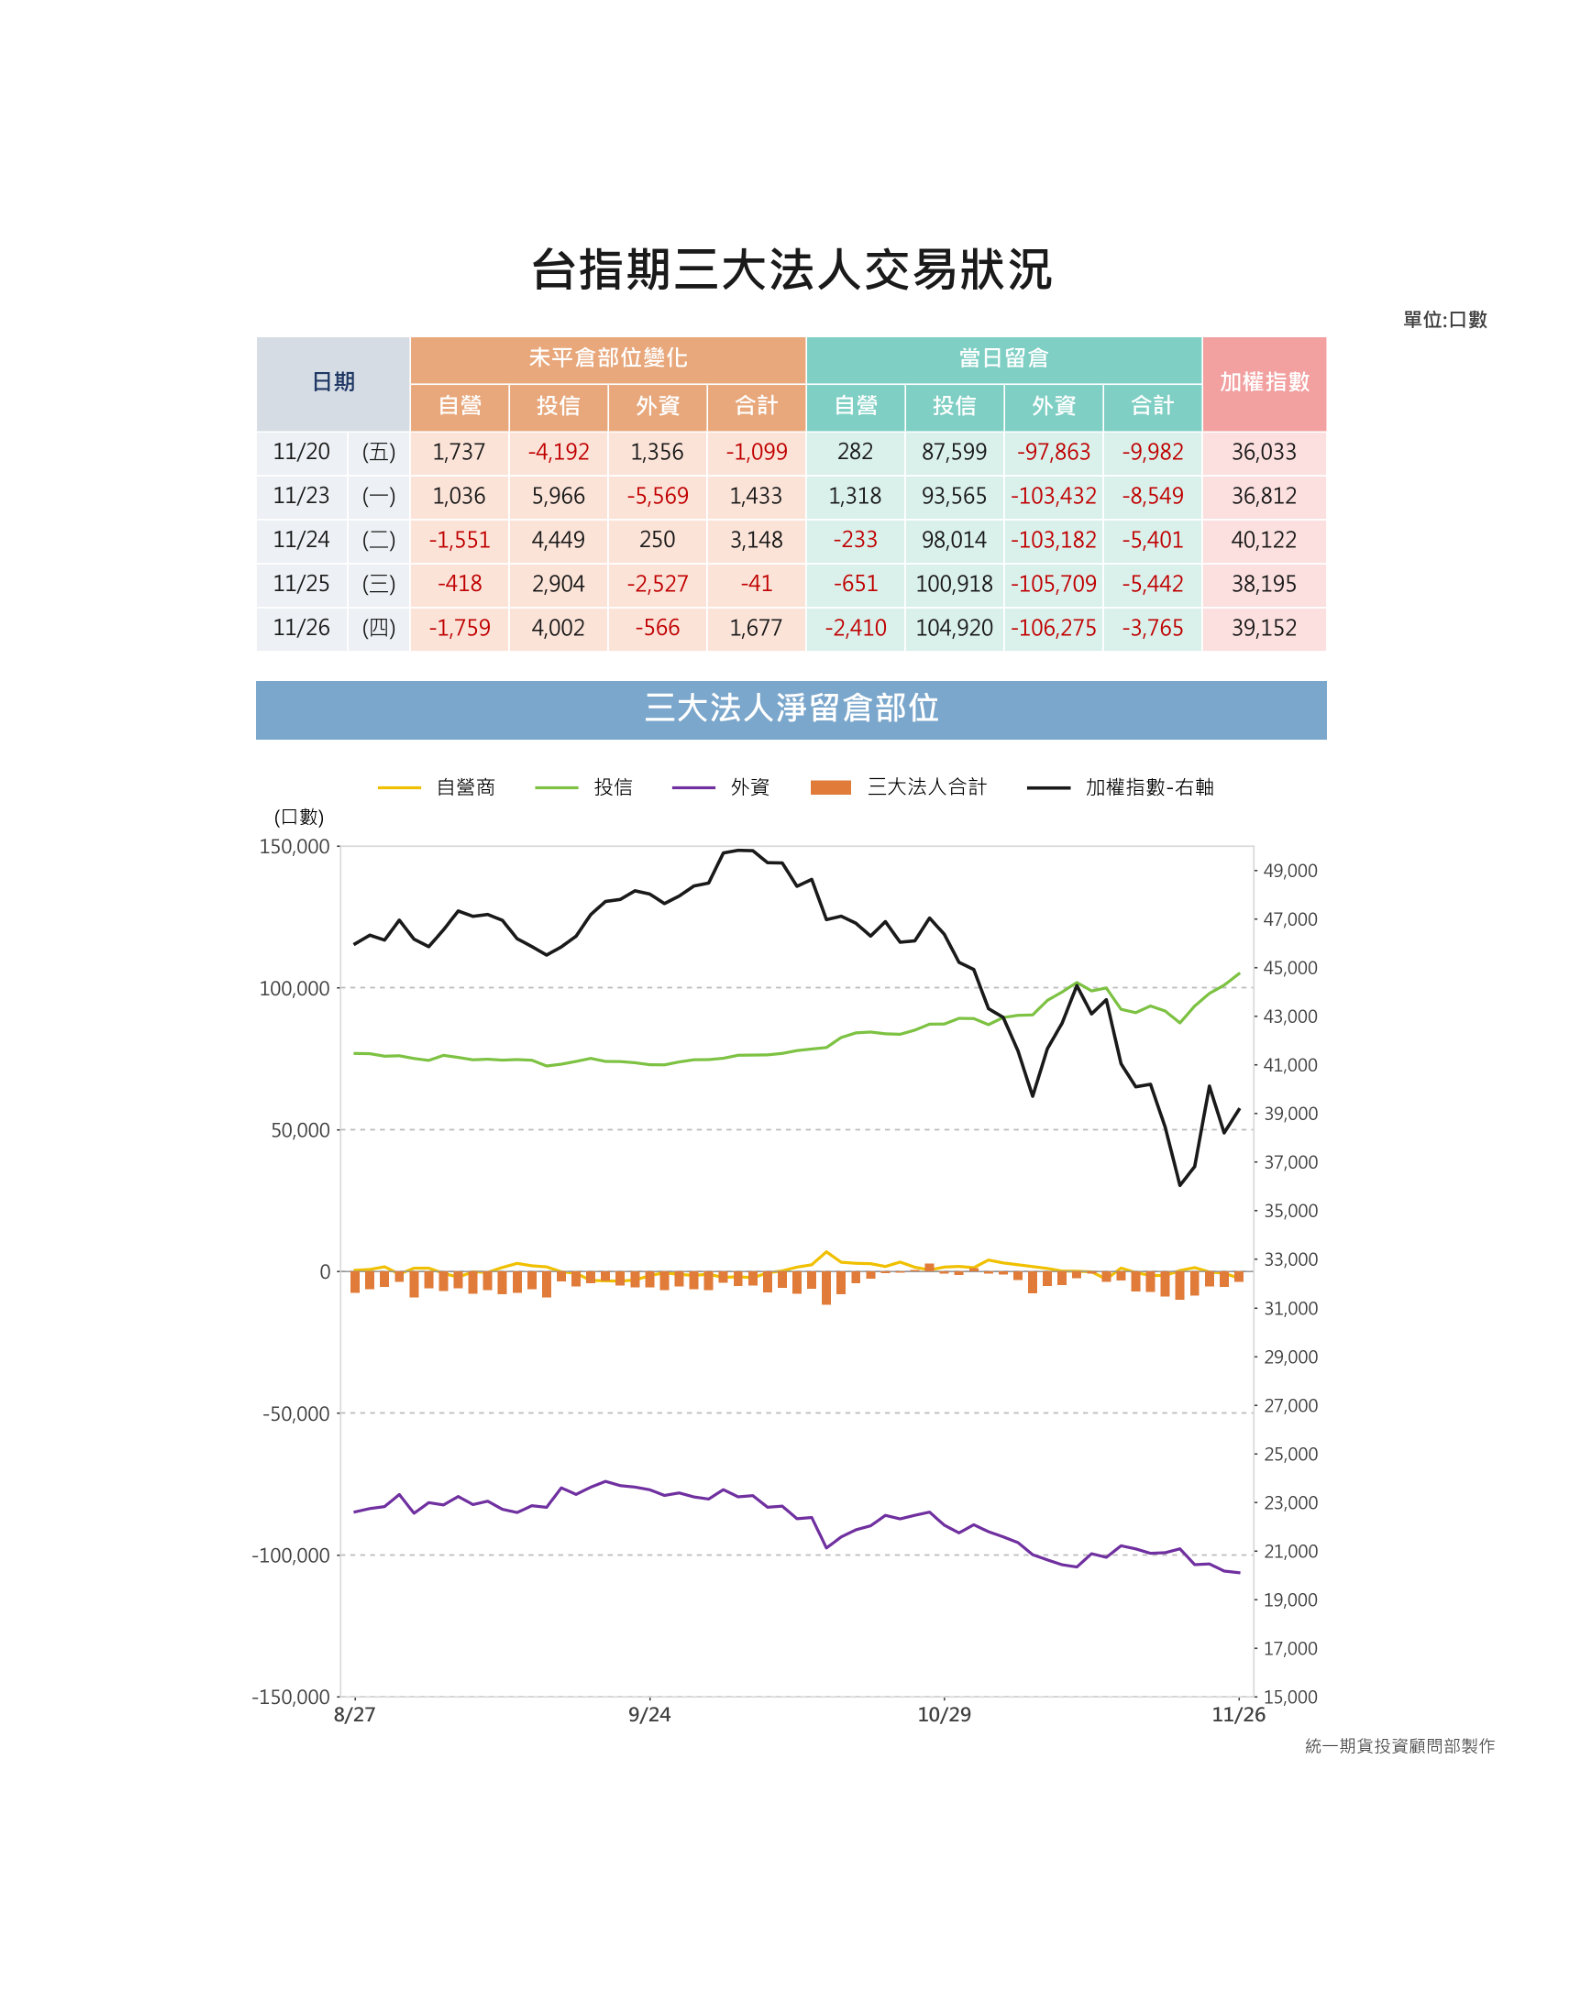 台指期三大法人交易狀況
單位:口數
日期 未平倉部位變化 當日留倉 加權指數
自營 投信 外資 合計 自營 投信 外資 合計
11/20 (五) 1,737 -4,192 1,356 -1,099 282 87,599 -97,863 -9,982 36,033
11/23 (一) 1,036 5,966 -5,569 1,433 1,318 93,565 -103,432 -8,549 36,812
11/24 (二) -1,551 4,449 250 3,148 -233 98,014 -103,182 -5,401 40,122
11/25 (三) -418 2,904 -2,527 -41 -651 100,918 -105,709 -5,442 38,195
11/26 (四) -1,759 4,002 -566 1,677 -2,410 104,920 -106,275 -3,765 39,152
三大法人淨留倉部位
自營商 投信 外資 三大法人合計 加權指數-右軸
(口數)
150,000
100,000
50,000
0
-50,000
-100,000
-150,000
49,000
47,000
45,000
43,000
41,000
39,000
37,000
35,000
33,000
31,000
29,000
27,000
25,000
23,000
21,000
19,000
17,000
15,000
8/27 9/24 10/29 11/26
統一期貨投資顧問部製作